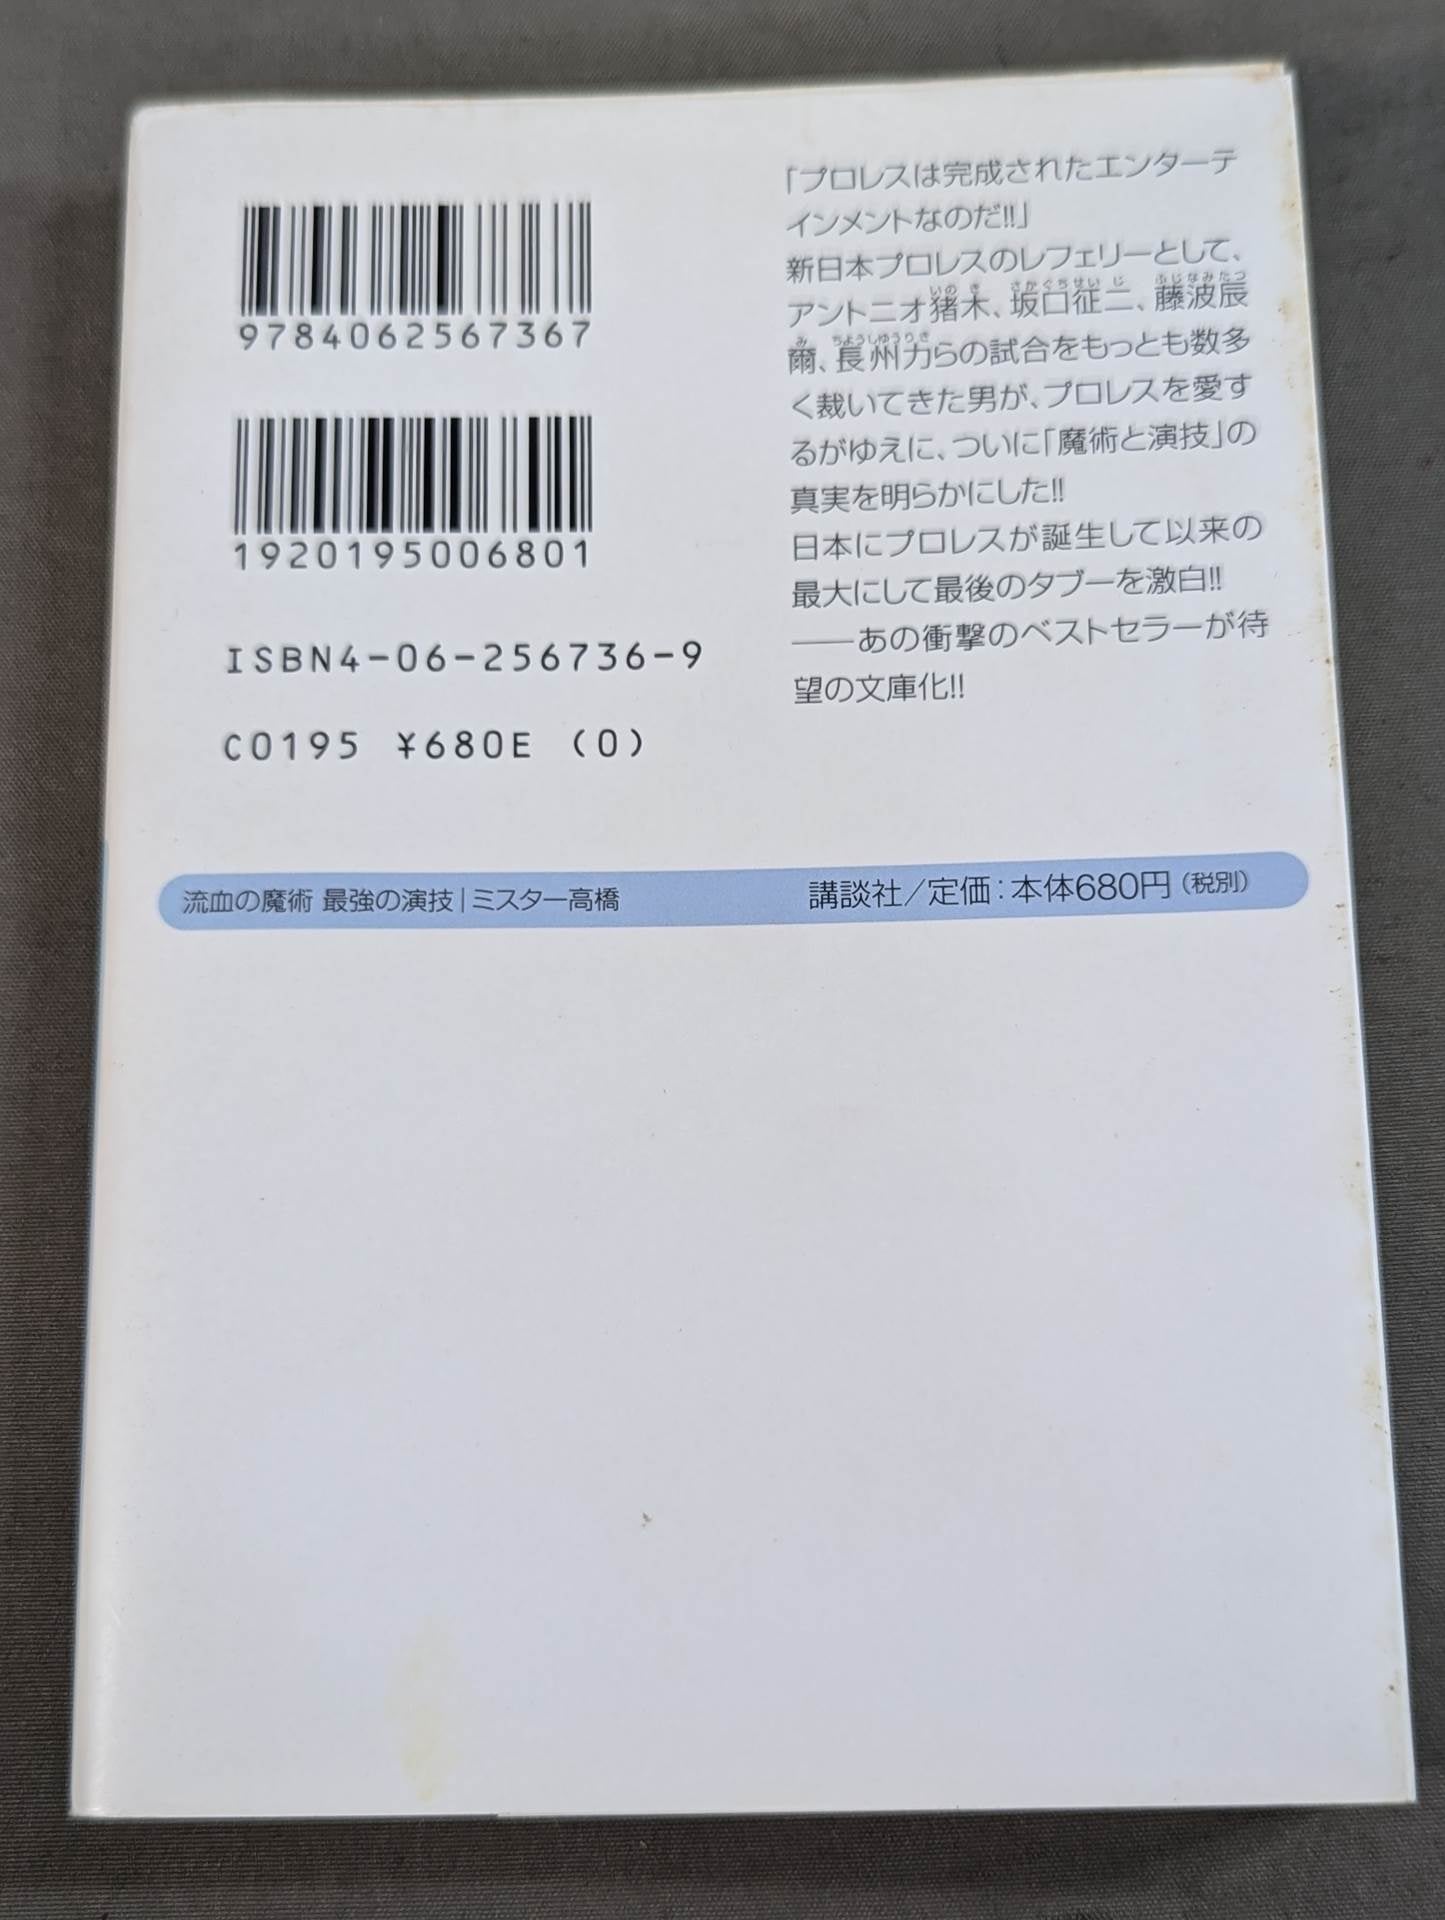 9784062567367
1920195006801
ISBN4-06-256736-9
C0195 ¥680E (0)
「プロレスは完成されたエンターテ
インメントなのだ!!」
新日本プロレスのレフェリーとして、
アントニオ猪木、坂口征二、藤波辰
爾、長州力らの試合をもっとも数多
く裁いてきた男が、プロレスを愛す
るがゆえに、ついに「魔術と演技」の
真実を明らかにした!!
日本にプロレスが誕生して以来の
最大にして最後のタブーを激白!!
――あの衝撃のベストセラーが待
望の文庫化!!
流血の魔術 最強の演技|ミスター高橋
講談社/定価:本体680円(税別)